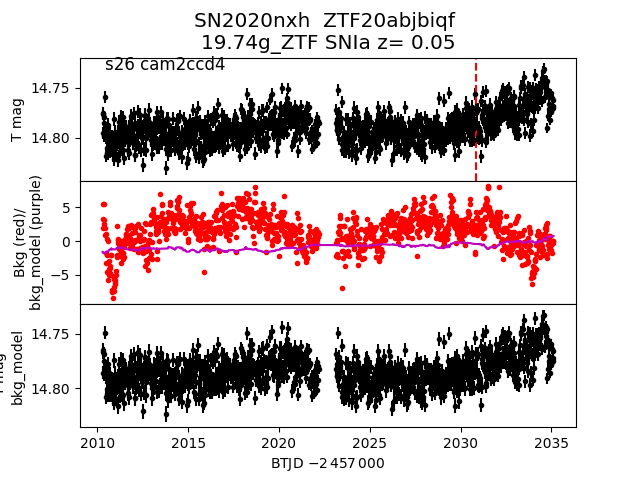 SN2020nxh  ZTF20abjbiqf
19.74g_ZTF SNIa z= 0.05
s26 cam2ccd4
T mag
14.75
14.80
Bkg (red)/
bkg_model (purple)
5
0
−5
bkg_model
14.75
14.80
2010
2015
2020
2025
2030
2035
BTJD −2 457 000